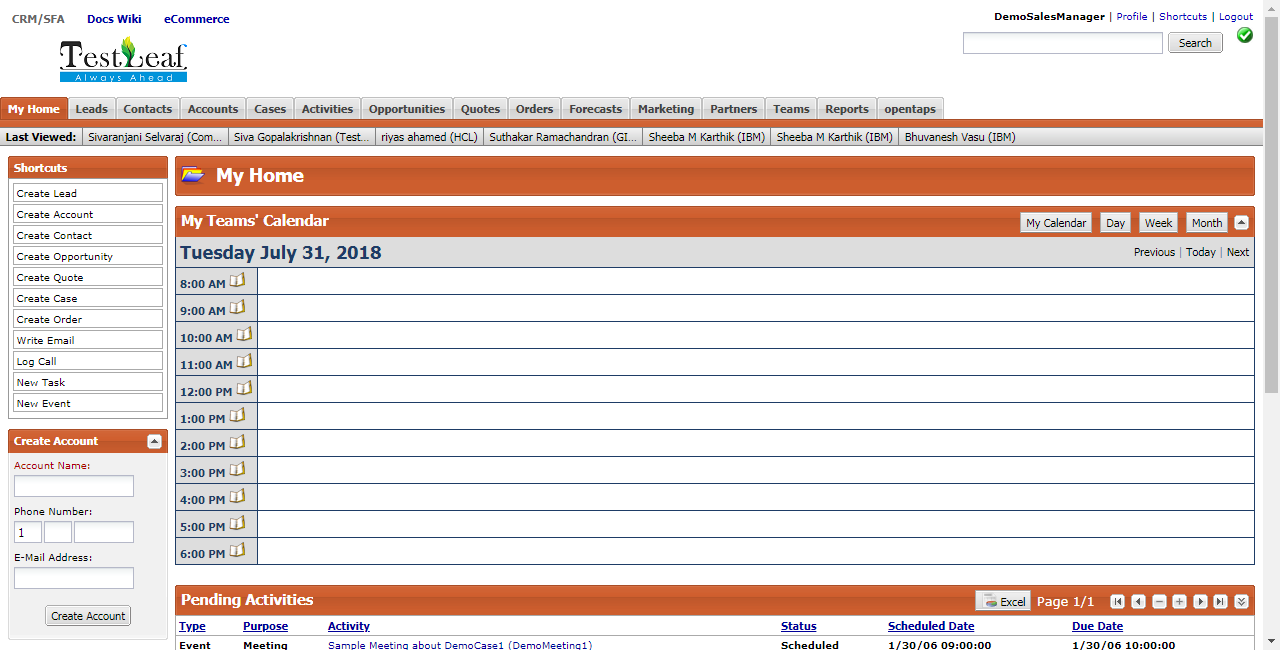 CRM/SFA Docs Wiki eCommerce
DemoSalesManager | Profile | Shortcuts | Logout
TestLeaf
Always Ahead
Search
My Home Leads Contacts Accounts Cases Activities Opportunities Quotes Orders Forecasts Marketing Partners Teams Reports opentaps
Last Viewed: Sivaranjani Selvaraj (Com... Siva Gopalakrishnan (Test... riyas ahamed (HCL) Suthakar Ramachandran (GI... Sheeba M Karthik (IBM) Sheeba M Karthik (IBM) Bhuvanesh Vasu (IBM)
Shortcuts
Create Lead
Create Account
Create Contact
Create Opportunity
Create Quote
Create Case
Create Order
Write Email
Log Call
New Task
New Event
Create Account
Account Name:
Phone Number:
1
E-Mail Address:
Create Account
My Home
My Teams' Calendar
My Calendar Day Week Month
Tuesday July 31, 2018
Previous | Today | Next
8:00 AM
9:00 AM
10:00 AM
11:00 AM
12:00 PM
1:00 PM
2:00 PM
3:00 PM
4:00 PM
5:00 PM
6:00 PM
Pending Activities
Excel Page 1/1
Type Purpose Activity Status Scheduled Date Due Date
Event Meeting Sample Meeting about DemoCase1 (DemoMeeting1) Scheduled 1/30/06 09:00:00 1/30/06 10:00:00